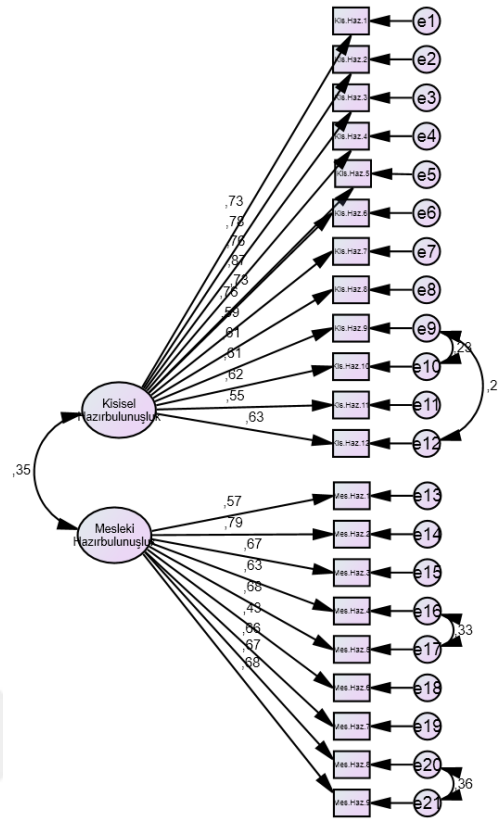 Kis.Haz.1
e1
Kis.Haz.2
e2
Kis.Haz.3
e3
Kis.Haz.4
e4
Kis.Haz.5
e5
Kis.Haz.6
e6
Kis.Haz.7
e7
Kis.Haz.8
e8
Kis.Haz.9
e9
Kis.Haz.10
e10
Kis.Haz.11
e11
Kis.Haz.12
e12
,73
,78
,76
,87
,73
,76
,59
,61
,61
,62
,55
,63
,23
,2
Kisisel
Hazırbulunuşluk
,35
Mesleki
Hazırbulunuşlu
Mes.Haz.1
e13
Mes.Haz.2
e14
Mes.Haz.3
e15
Mes.Haz.4
e16
Mes.Haz.5
e17
Mes.Haz.6
e18
Mes.Haz.7
e19
Mes.Haz.8
e20
Mes.Haz.9
e21
,57
,79
,67
,63
,68
,43
,66
,67
,68
,33
,36